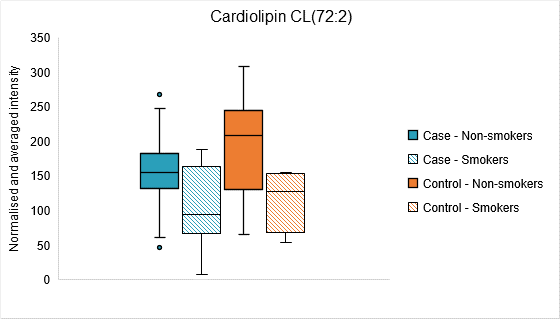 Cardiolipin CL(72:2)
Normalised and averaged intensity
350
300
250
200
150
100
50
0
Case - Non-smokers
Case - Smokers
Control - Non-smokers
Control - Smokers